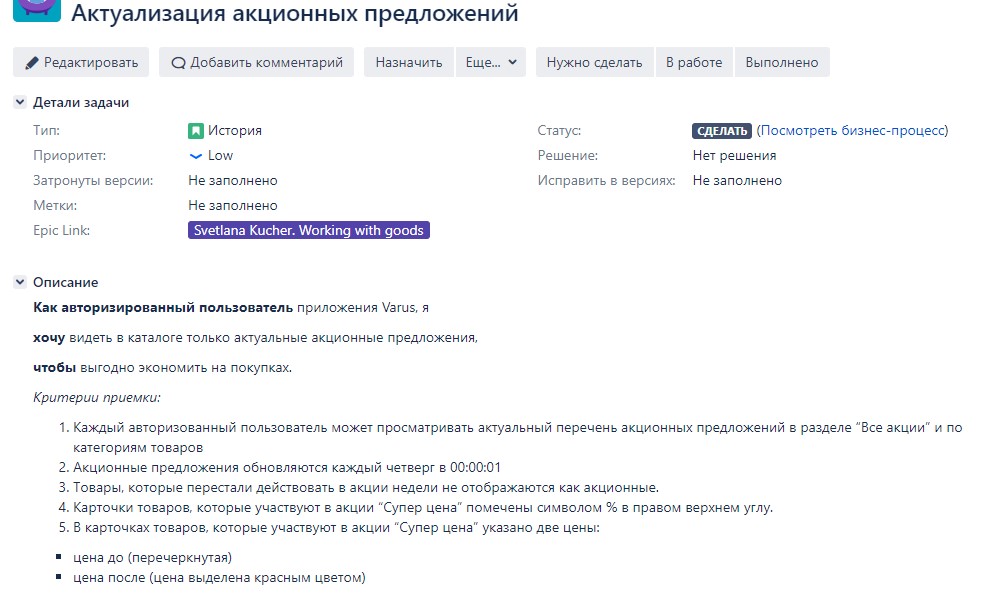 Актуализация акционных предложений
Редактировать Добавить комментарий Назначить Еще... Нужно сделать В работе Выполнено
Детали задачи
Тип: История Статус: СДЕЛАТЬ (Посмотреть бизнес-процесс)
Приоритет: Low Решение: Нет решения
Затронуты версии: Не заполнено Исправить в версиях: Не заполнено
Метки: Не заполнено
Epic Link: Svetlana Kucher. Working with goods
Описание
Как авторизированный пользователь приложения Varus, я
хочу видеть в каталоге только актуальные акционные предложения,
чтобы выгодно экономить на покупках.
Критерии приемки:
1. Каждый авторизованный пользователь может просматривать актуальный перечень акционных предложений в разделе “Все акции” и по
категориям товаров
2. Акционные предложения обновляются каждый четверг в 00:00:01
3. Товары, которые перестали действовать в акции недели не отображаются как акционные.
4. Карточки товаров, которые участвуют в акции “Супер цена” помечены символом % в правом верхнем углу.
5. В карточках товаров, которые участвуют в акции “Супер цена” указано две цены:
▪ цена до (перечеркнутая)
▪ цена после (цена выделена красным цветом)